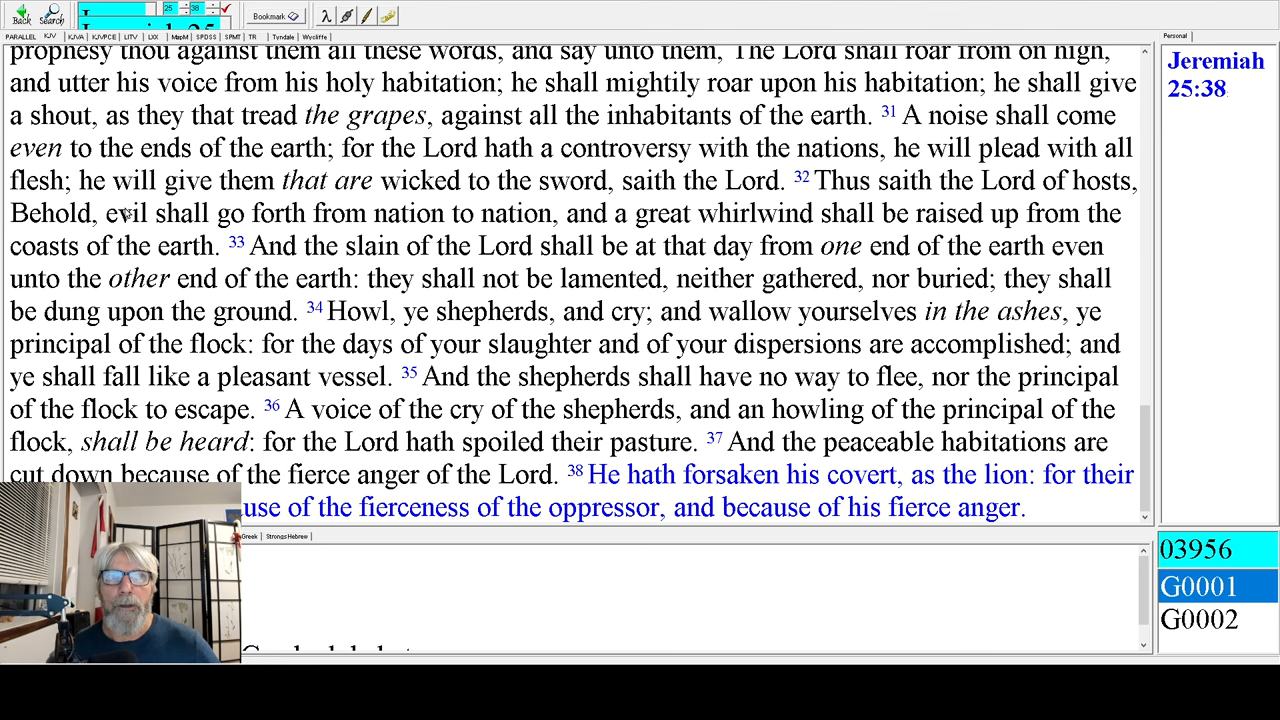 Back Search 25 38 Bookmark
PARALLEL KJV KJVA KJVPCE LITV LXX MapM SPDSS SPMT TR Tyndale Wycliffe Personal
prophesy thou against them all these words, and say unto them, The Lord shall roar from on high,
and utter his voice from his holy habitation; he shall mightily roar upon his habitation; he shall give
a shout, as they that tread the grapes, against all the inhabitants of the earth. 31 A noise shall come
even to the ends of the earth; for the Lord hath a controversy with the nations, he will plead with all
flesh; he will give them that are wicked to the sword, saith the Lord. 32 Thus saith the Lord of hosts,
Behold, evil shall go forth from nation to nation, and a great whirlwind shall be raised up from the
coasts of the earth. 33 And the slain of the Lord shall be at that day from one end of the earth even
unto the other end of the earth: they shall not be lamented, neither gathered, nor buried; they shall
be dung upon the ground. 34 Howl, ye shepherds, and cry; and wallow yourselves in the ashes, ye
principal of the flock: for the days of your slaughter and of your dispersions are accomplished; and
ye shall fall like a pleasant vessel. 35 And the shepherds shall have no way to flee, nor the principal
of the flock to escape. 36 A voice of the cry of the shepherds, and an howling of the principal of the
flock, shall be heard: for the Lord hath spoiled their pasture. 37 And the peaceable habitations are
cut down because of the fierce anger of the Lord. 38 He hath forsaken his covert, as the lion: for their
use of the fierceness of the oppressor, and because of his fierce anger.
Greek StrongsHebrew
Jeremiah
25:38
03956
G0001
G0002